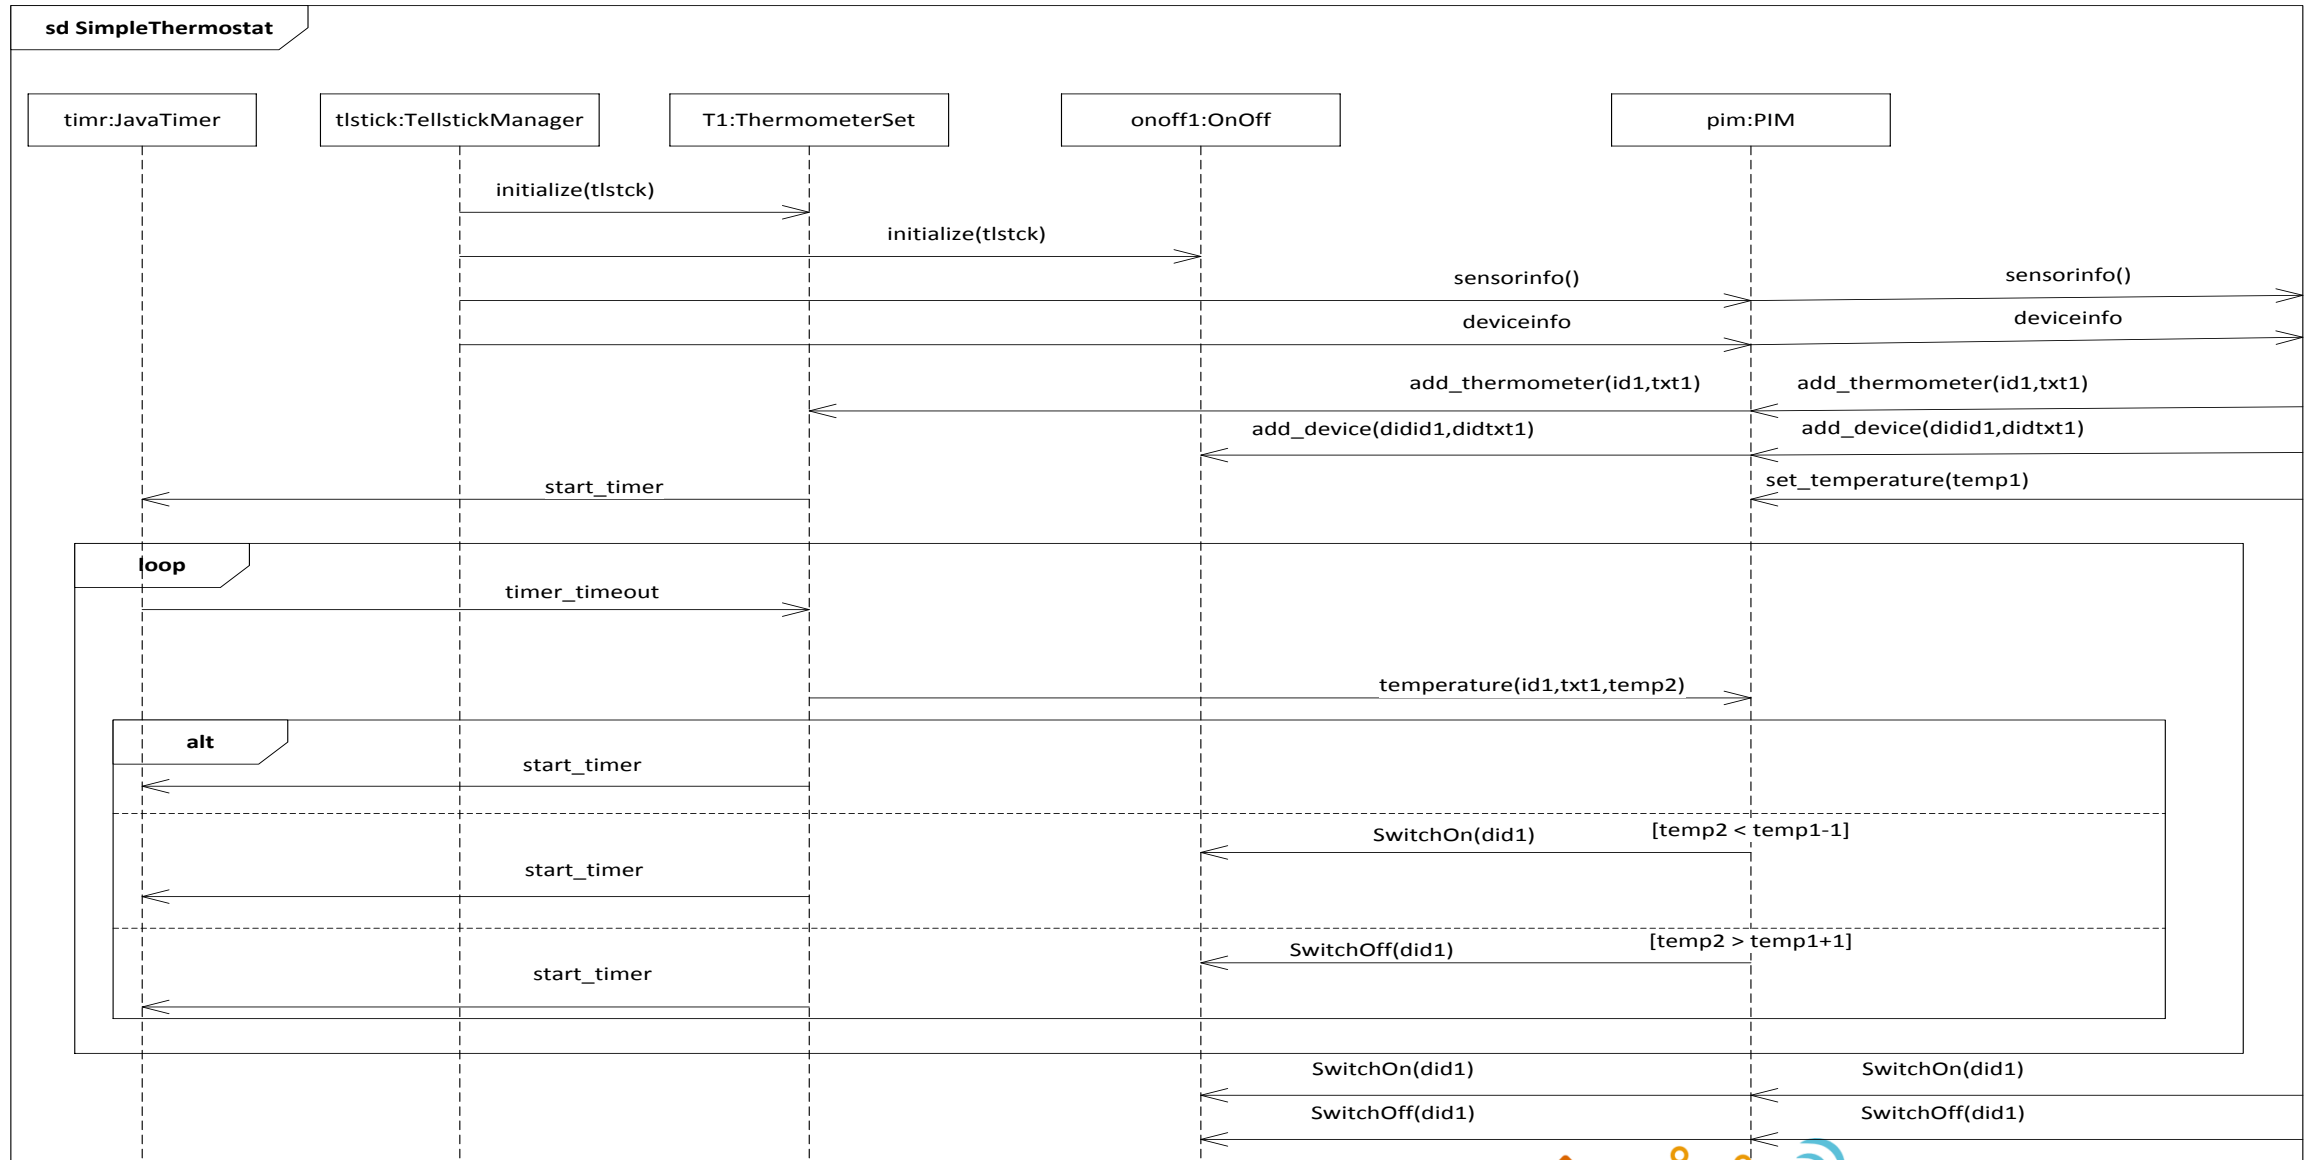 sd SimpleThermostat
timr:JavaTimer
tlstick:TellstickManager
T1:ThermometerSet
onoff1:OnOff
pim:PIM
initialize(tlstck)
initialize(tlstck)
sensorinfo()
sensorinfo()
deviceinfo
deviceinfo
add_thermometer(id1,txt1)
add_thermometer(id1,txt1)
add_device(didid1,didtxt1)
add_device(didid1,didtxt1)
start_timer
set_temperature(temp1)
loop
timer_timeout
temperature(id1,txt1,temp2)
alt
start_timer
SwitchOn(did1)
[temp2 < temp1-1]
start_timer
SwitchOff(did1)
[temp2 > temp1+1]
start_timer
SwitchOn(did1)
SwitchOn(did1)
SwitchOff(did1)
SwitchOff(did1)